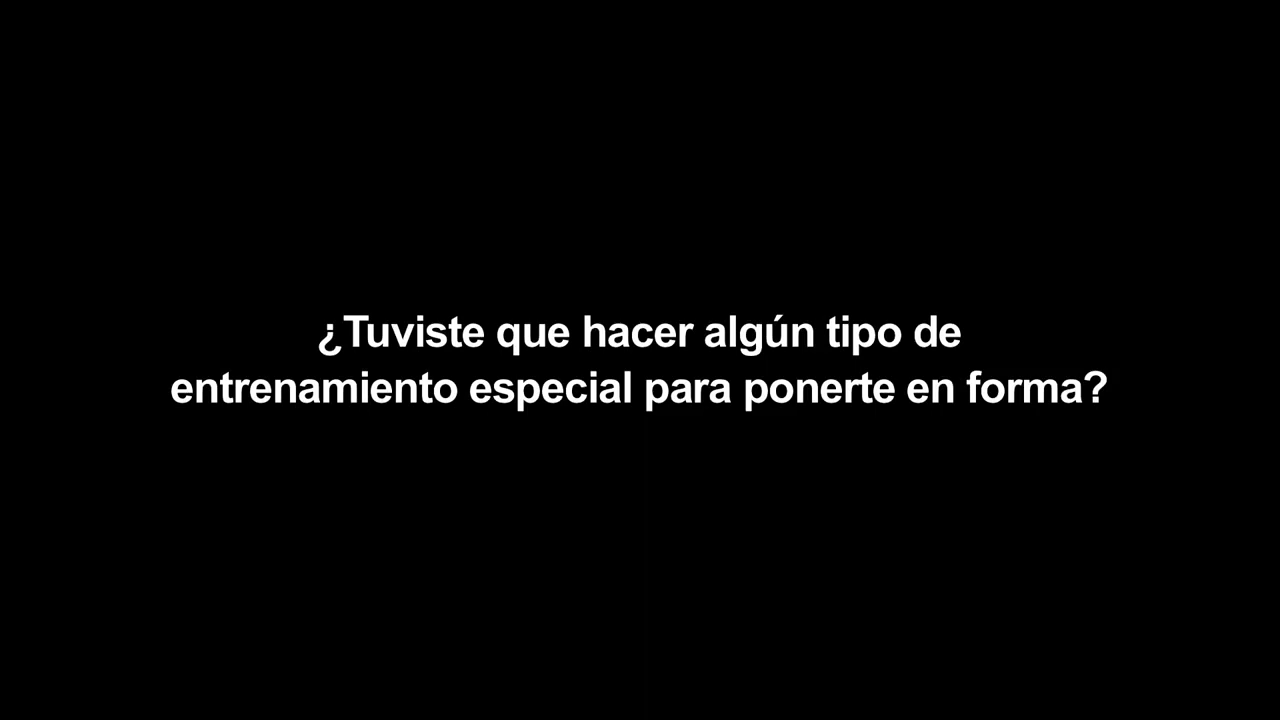 ¿Tuviste que hacer algún tipo de
entrenamiento especial para ponerte en forma?